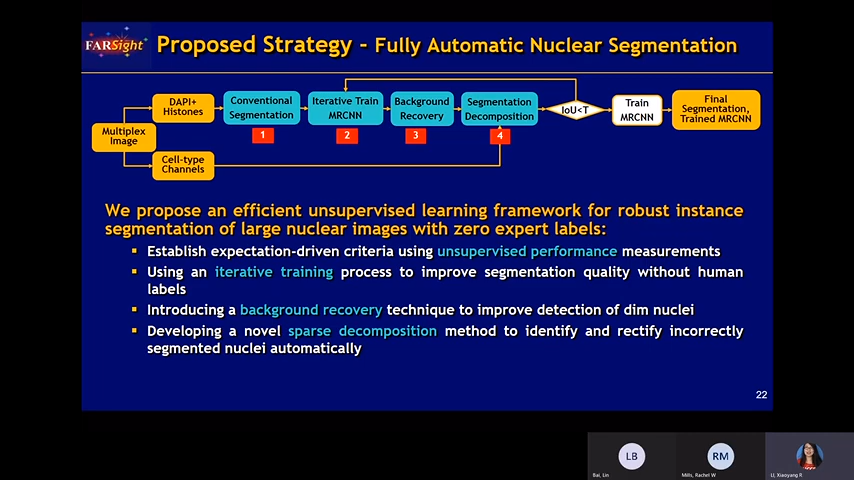 FARSight
Proposed Strategy - Fully Automatic Nuclear Segmentation
Multiplex
Image
DAPI+
Histones
Cell-type
Channels
Conventional
Segmentation
1
Iterative Train
MRCNN
2
Background
Recovery
3
Segmentation
Decomposition
4
IoU<T
Train
MRCNN
Final
Segmentation,
Trained MRCNN
We propose an efficient unsupervised learning framework for robust instance
segmentation of large nuclear images with zero expert labels:
▪ Establish expectation-driven criteria using unsupervised performance measurements
▪ Using an iterative training process to improve segmentation quality without human
labels
▪ Introducing a background recovery technique to improve detection of dim nuclei
▪ Developing a novel sparse decomposition method to identify and rectify incorrectly
segmented nuclei automatically
22
LB
Bai, Lin
RM
Mills, Rachel W
LI, Xiaoyang R